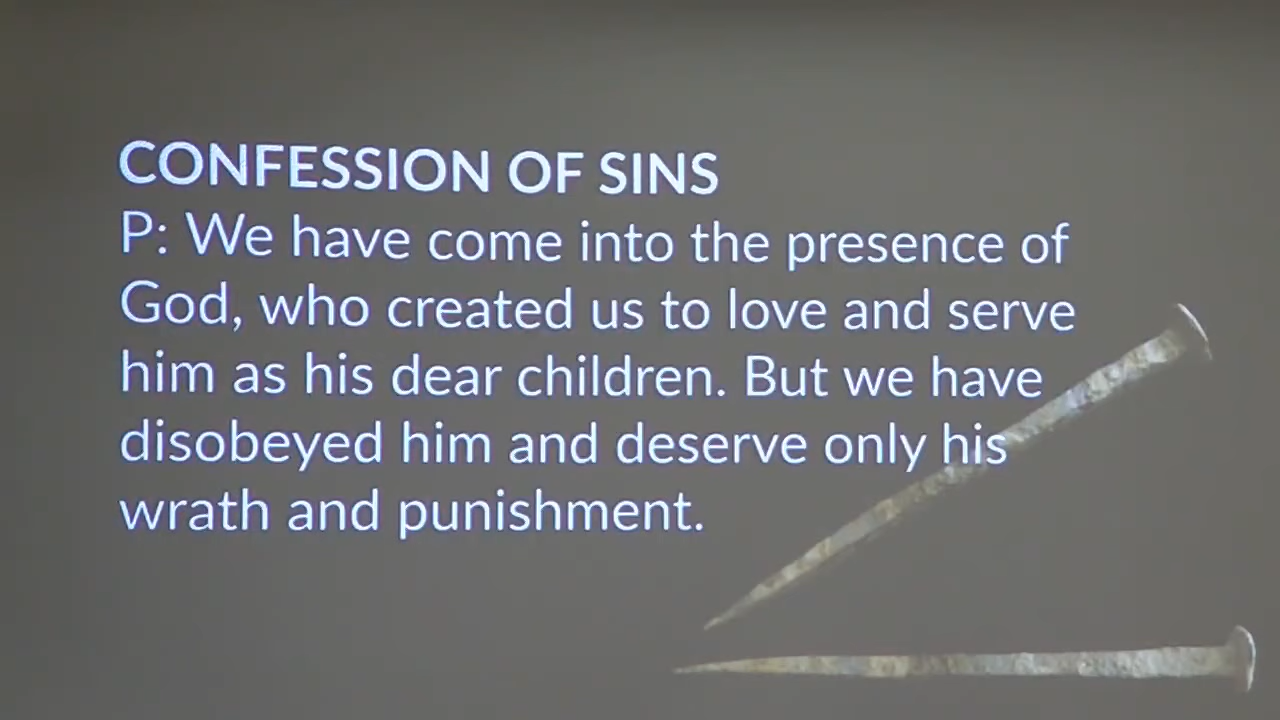 CONFESSION OF SINS
P: We have come into the presence of
God, who created us to love and serve
him as his dear children. But we have
disobeyed him and deserve only his
wrath and punishment.